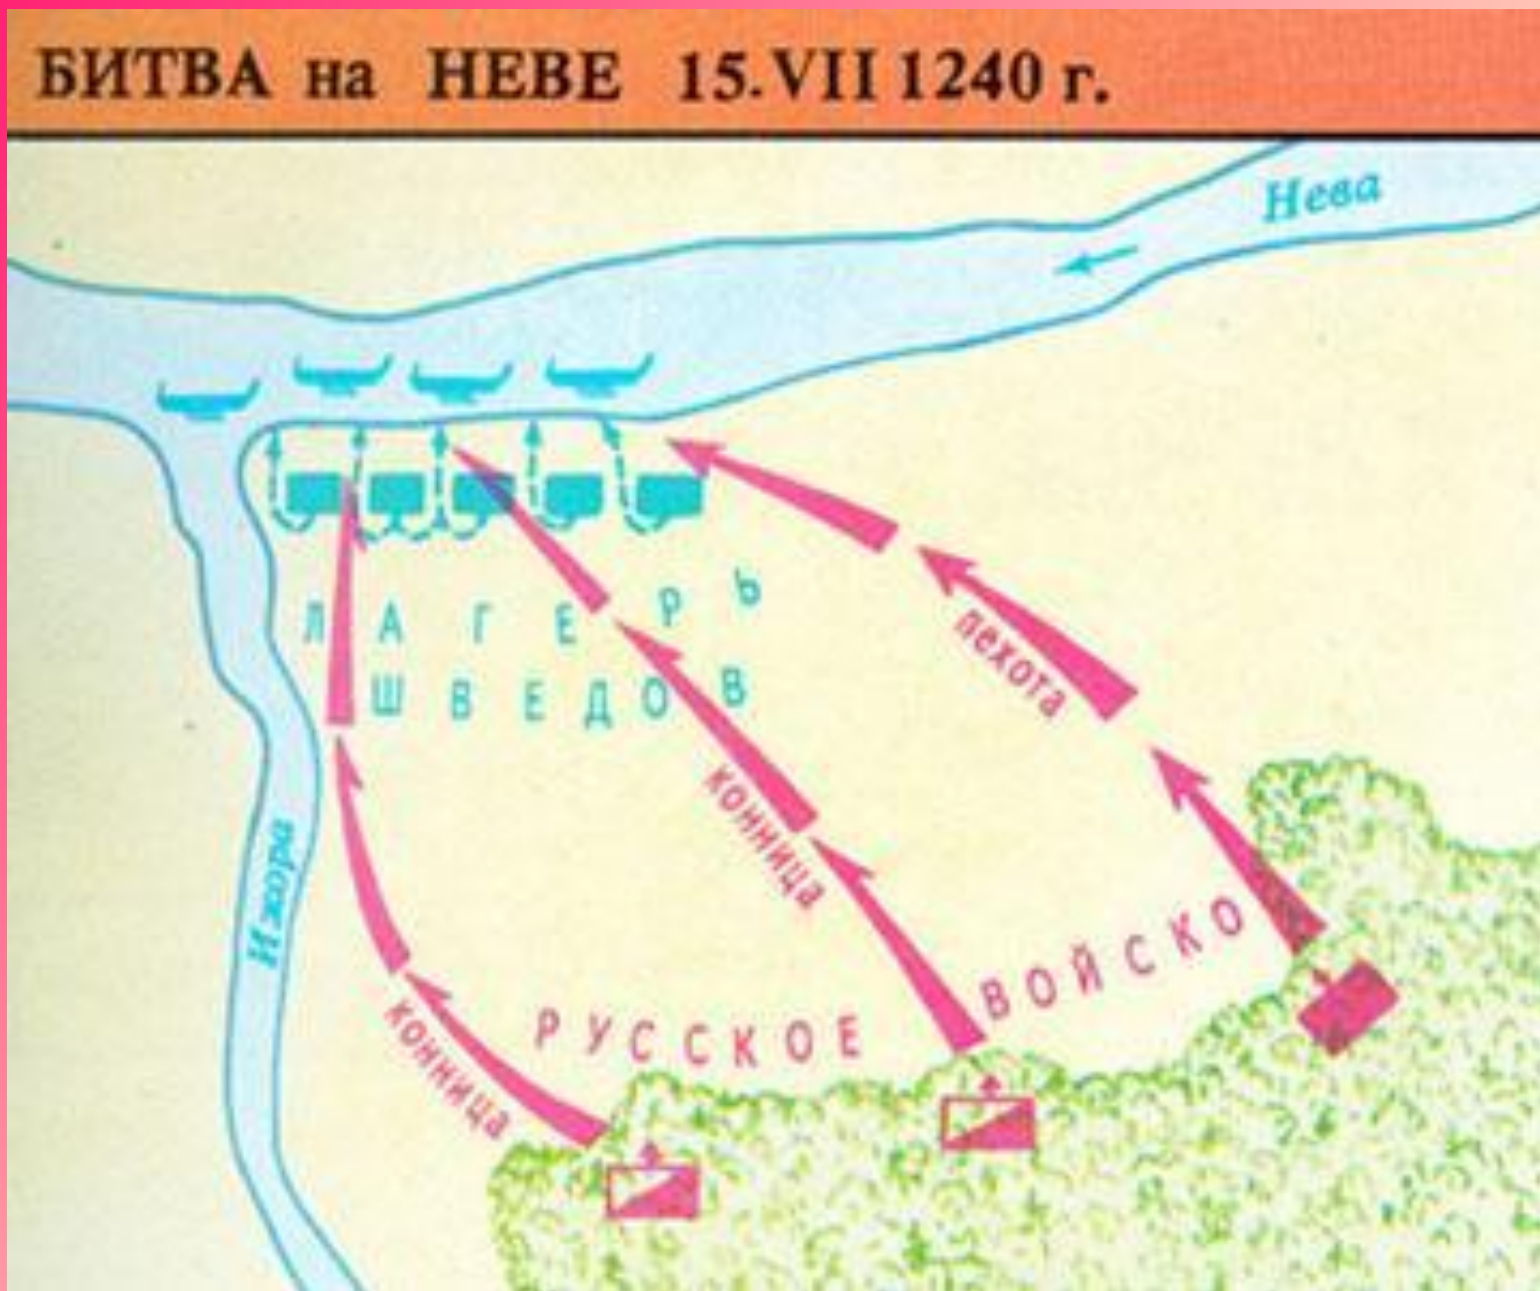 БИТВА на НЕВЕ 15.VII 1240 г.
Нева
ЛАГЕРЬ
ШВЕДОВ
пехота
конница
Ижора
РУССКОЕ ВОЙСКО
конница